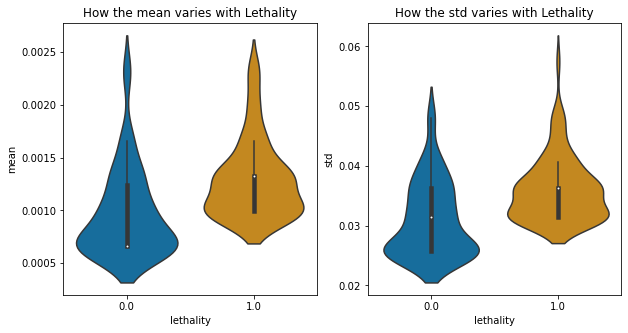 How the mean varies with Lethality
mean
0.0025
0.0020
0.0015
0.0010
0.0005
0.0
1.0
lethality
How the std varies with Lethality
std
0.06
0.05
0.04
0.03
0.02
0.0
1.0
lethality